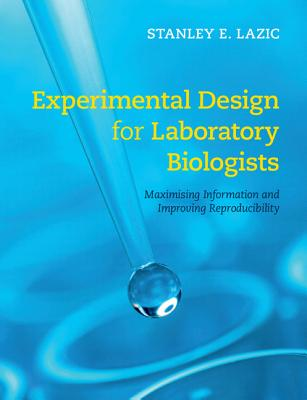 STANLEY E. LAZIC
Experimental Design
for Laboratory
Biologists
Maximising Information and
Improving Reproducibility